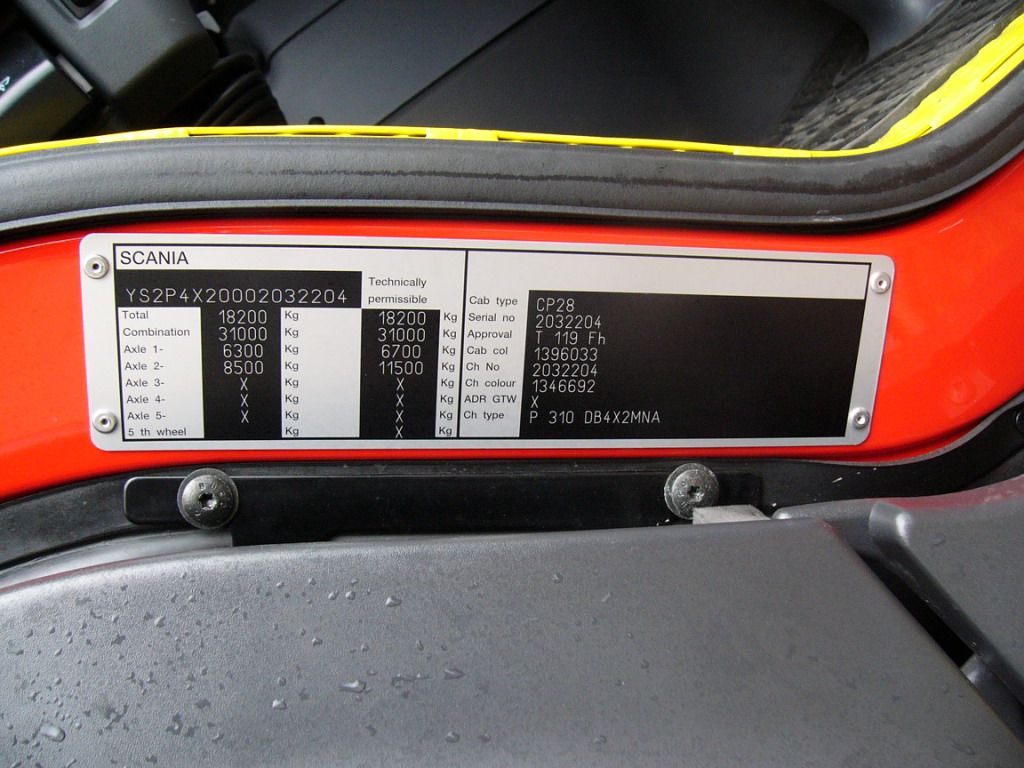 SCANIA
YS2P4X20002032204 Technically permissible
Total 18200 Kg 18200 Kg
Combination 31000 Kg 31000 Kg
Axle 1- 6300 Kg 6700 Kg
Axle 2- 8500 Kg 11500 Kg
Axle 3- X Kg X Kg
Axle 4- X Kg X Kg
Axle 5- X Kg X Kg
5 th wheel Kg X Kg
Cab type CP28
Serial no 2032204
Approval T 119 Fh
Cab col 1396033
Ch No 2032204
Ch colour 1346692
ADR GTW X
Ch type P 310 DB4X2MNA